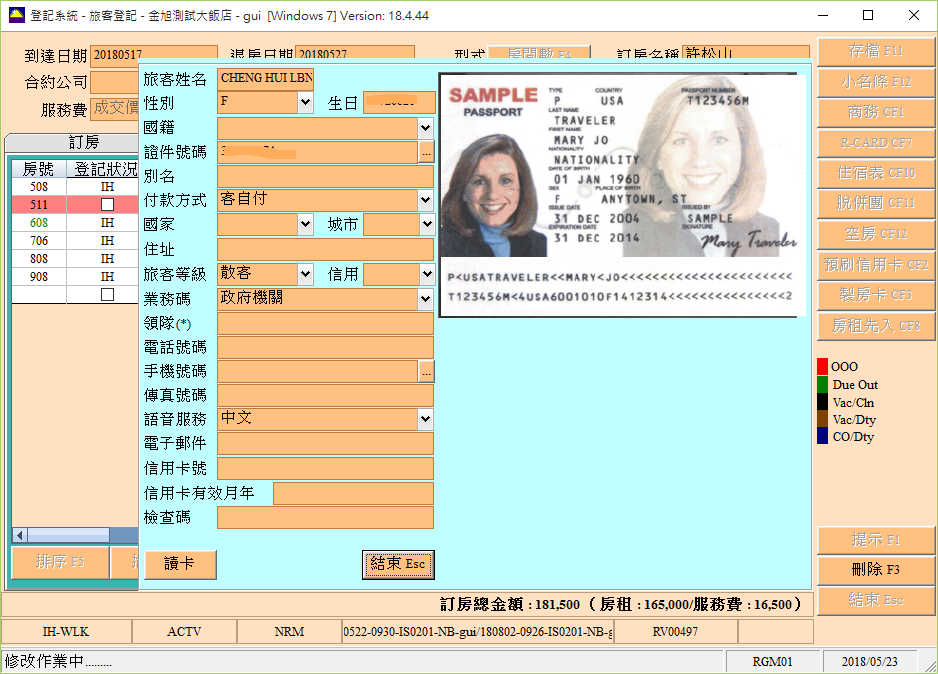 登記系統 - 旅客登記 - 金旭測試大飯店 - gui [Windows 7] Version: 18.4.44
到達日期 20180517 退房日期 20180527 型式 房間數 F4 訂房名稱 許松山
合約公司
服務費 成交價
訂房
房號 登記狀況
508 IH
511
608 IH
706 IH
808 IH
908 IH
排序 F5
旅客姓名 CHENG HUI LBN
性別 F 生日
國籍
證件號碼 ...
別名
付款方式 客自付
國家 城市
住址
旅客等級 散客 信用
業務碼 政府機關
領隊(*)
電話號碼
手機號碼 ...
傳真號碼
語音服務 中文
電子郵件
信用卡號
信用卡有效月年
檢查碼
讀卡 結束 Esc
SAMPLE
PASSPORT
TYPE COUNTRY PASSPORT NUMBER
P USA T123456M
LAST NAME
TRAVELER
FIRST NAME
MARY JO
NATIONALITY
NATIONALITY
DATE OF BIRTH
01 JAN 1960
SEX PLACE OF BIRTH
F ANYTOWN, ST
ISSUE DATE ISSUED BY
31 DEC 2004 SAMPLE
EXPIRATION DATE SIGNATURE
31 DEC 2014 Mary Traveler
P<USATRAVELER<<MARY<JO<<<<<<<<<<<<<<<<<<<<<<
T123456M<4USA6001010F1412314<<<<<<<<<<<<<<<2
存檔 F11
小名條 F12
商務 CF1
R-CARD CF7
住宿表 CF10
脫併團 CF11
空房 CF12
預刷信用卡 CF2
製房卡 CF3
房租先入 CF8
OOO
Due Out
Vac/Cln
Vac/Dty
CO/Dty
提示 F1
刪除 F3
結束 Esc
訂房總金額 : 181,500 ( 房租 : 165,000/服務費 : 16,500 )
IH-WLK ACTV NRM 0522-0930-IS0201-NB-gui/180802-0926-IS0201-NB-g RV00497
修改作業中......... RGM01 2018/05/23